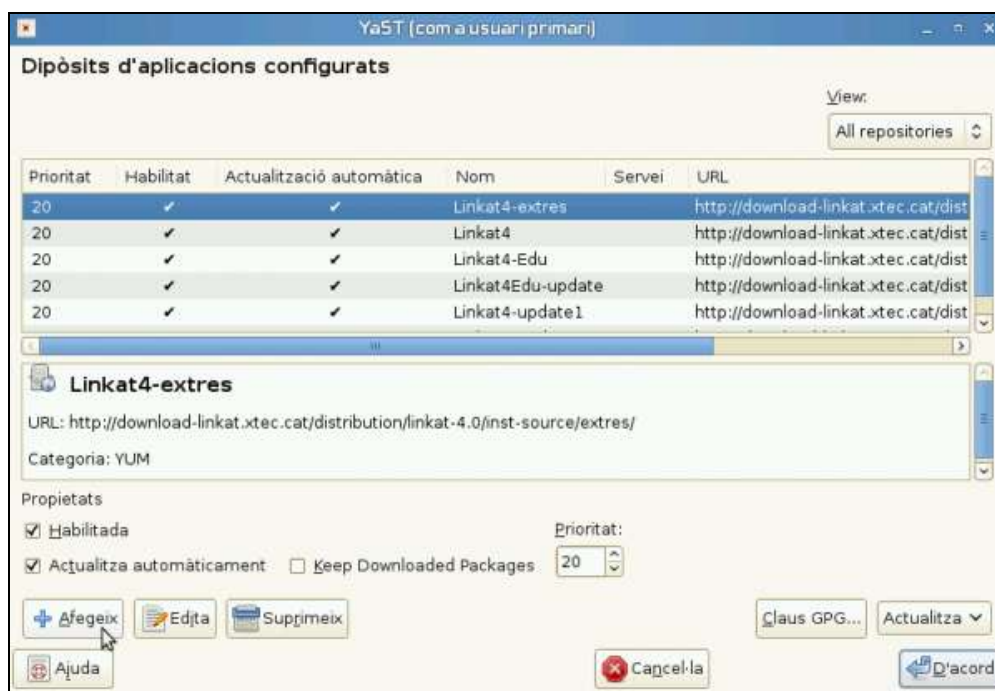 YaST (com a usuari primari)
Dipòsits d'aplicacions configurats
View:
All repositories
Prioritat Habilitat Actualització automàtica Nom Servei URL
20 ✔ ✔ Linkat4-extres http://download-linkat.xtec.cat/dist
20 ✔ ✔ Linkat4 http://download-linkat.xtec.cat/dist
20 ✔ ✔ Linkat4-Edu http://download-linkat.xtec.cat/dist
20 ✔ ✔ Linkat4Edu-update http://download-linkat.xtec.cat/dist
20 ✔ ✔ Linkat4-update1 http://download-linkat.xtec.cat/dist
Linkat4-extres
URL: http://download-linkat.xtec.cat/distribution/linkat-4.0/inst-source/extres/
Categoria: YUM
Propietats
Habilitada Prioritat:
Actualitza automàticament Keep Downloaded Packages 20
Afegeix Edita Suprimeix Claus GPG... Actualitza
Ajuda Cancel·la D'acord